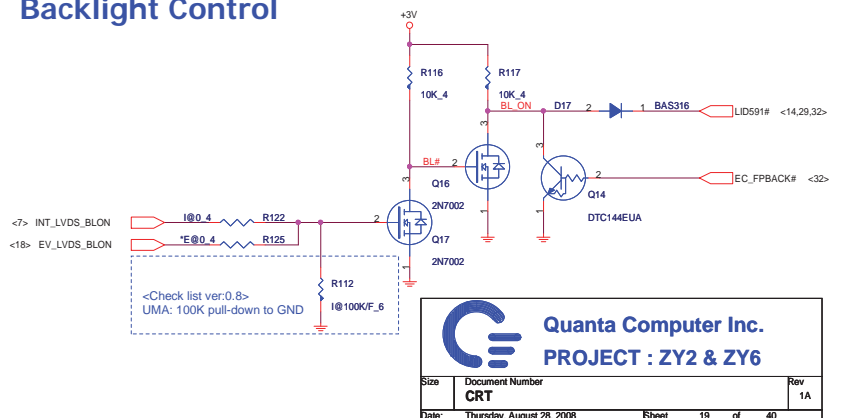 Backlight Control
+3V
R116
10K_4
R117
10K_4
BL_ON
D17
2
1
BAS316
LID591# <14,29,32>
3
3
BL#
2
2
EC_FPBACK# <32>
Q16
2N7002
1
Q14
DTC144EUA
1
3
<7> INT_LVDS_BLON
I@0_4
R122
2
<18> EV_LVDS_BLON
*E@0_4
R125
Q17
2N7002
1
R112
I@100K/F_6
<Check list ver:0.8>
UMA: 100K pull-down to GND
Quanta Computer Inc.
PROJECT : ZY2 & ZY6
Size
Document Number
Rev
CRT
1A
Date:
Thursday, August 28, 2008
Sheet
19
of
40